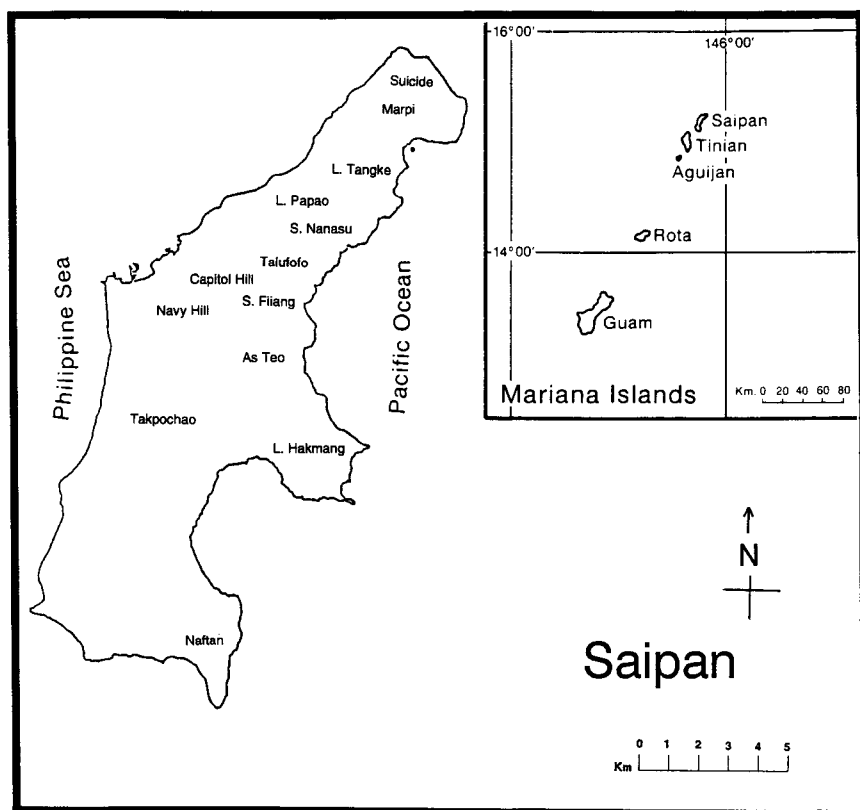 Suicide
Marpi
L. Tangke
L. Papao
S. Nanasu
Talufofo
Capitol Hill
S. Fliang
Navy Hill
As Teo
Takpochao
L. Hakmang
Naftan
Philippine Sea
Pacific Ocean
16°00'
146°00'
Saipan
Tinian
Aguijan
Rota
14°00'
Guam
Mariana Islands
Km. 0 20 40 60 80
N
Saipan
0 1 2 3 4 5
Km